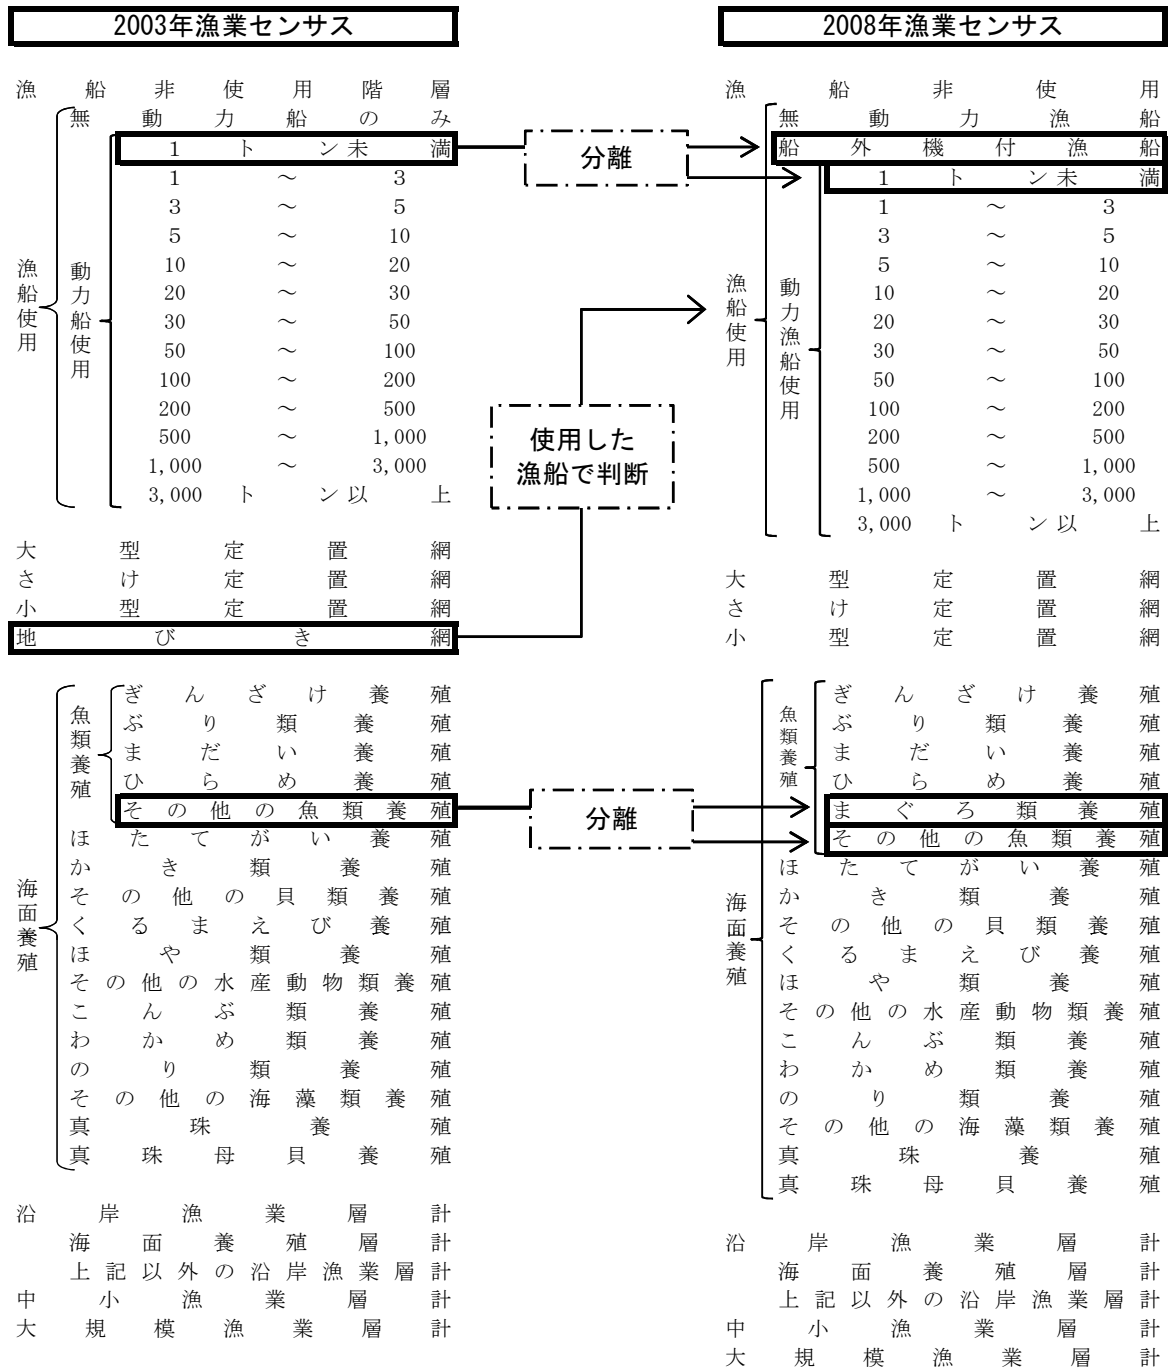 2003年漁業センサス
漁船非使用階層
無動力船のみ
1トン未満
1～3
3～5
5～10
10～20
20～30
30～50
50～100
100～200
200～500
500～1,000
1,000～3,000
3,000トン以上
動力船使用
漁船使用
大型定置網
さけ定置網
小型定置網
地びき網
ぎんざけ養殖
ぶり類養殖
まだい養殖
ひらめ養殖
その他の魚類養殖
魚類養殖
ほたてがい養殖
かき類養殖
その他の貝類養殖
くるまえび養殖
ほや類養殖
その他の水産動物類養殖
こんぶ類養殖
わかめ類養殖
のり類養殖
その他の海藻類養殖
真珠養殖
真珠母貝養殖
海面養殖
沿岸漁業層計
海面養殖層計
上記以外の沿岸漁業層計
中小漁業層計
大規模漁業層計
分離
使用した
漁船で判断
分離
2008年漁業センサス
漁船非使用
無動力漁船
船外機付漁船
1トン未満
1～3
3～5
5～10
10～20
20～30
30～50
50～100
100～200
200～500
500～1,000
1,000～3,000
3,000トン以上
動力漁船使用
漁船使用
大型定置網
さけ定置網
小型定置網
ぎんざけ養殖
ぶり類養殖
まだい養殖
ひらめ養殖
まぐろ類養殖
その他の魚類養殖
魚類養殖
ほたてがい養殖
かき類養殖
その他の貝類養殖
くるまえび養殖
ほや類養殖
その他の水産動物類養殖
こんぶ類養殖
わかめ類養殖
のり類養殖
その他の海藻類養殖
真珠養殖
真珠母貝養殖
海面養殖
沿岸漁業層計
海面養殖層計
上記以外の沿岸漁業層計
中小漁業層計
大規模漁業層計